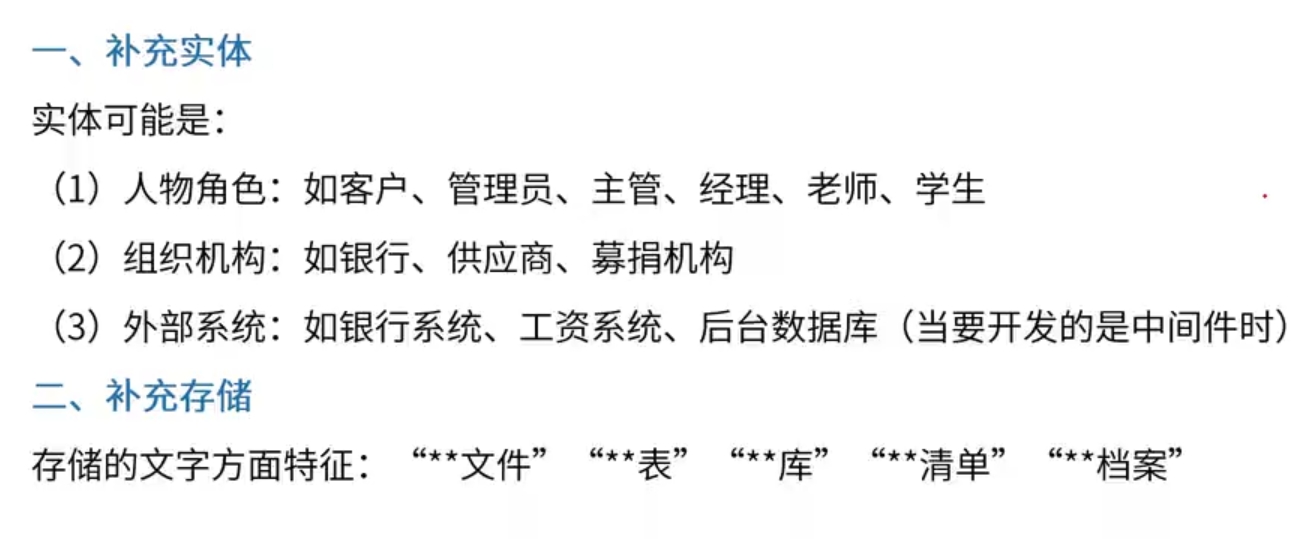 一、补充实体
实体可能是：
（1）人物角色：如客户、管理员、主管、经理、老师、学生
（2）组织机构：如银行、供应商、募捐机构
（3）外部系统：如银行系统、工资系统、后台数据库（当要开发的是中间件时）
二、补充存储
存储的文字方面特征：“**文件”“**表”“**库”“**清单”“**档案”